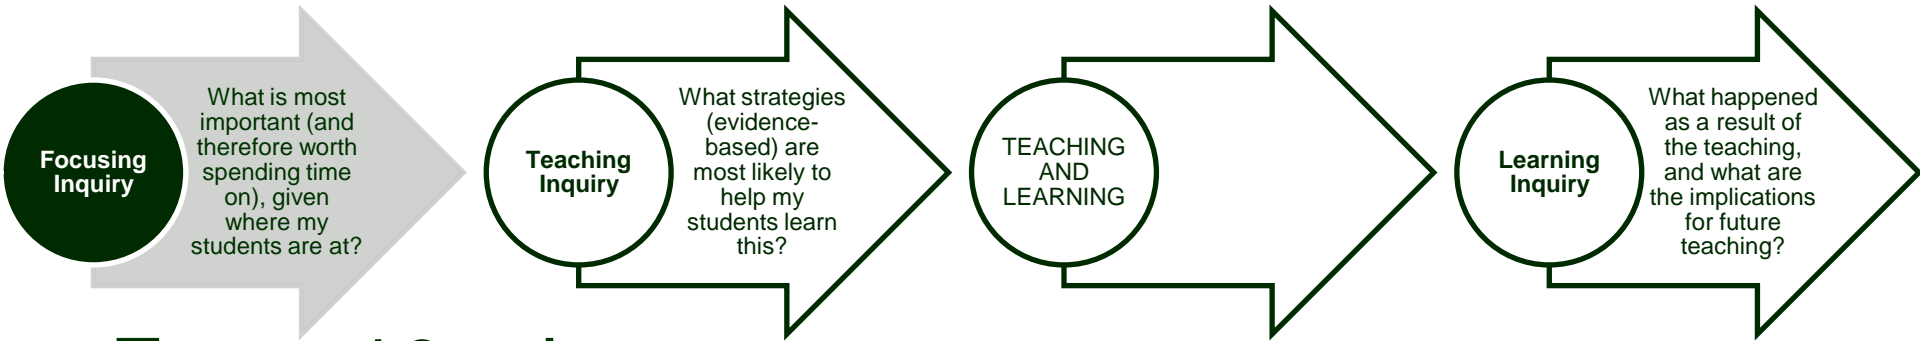 Focusing
Inquiry
What is most
important (and
therefore worth
spending time
on), given
where my
students are at?
Teaching
Inquiry
What strategies
(evidence-
based) are
most likely to
help my
students learn
this?
TEACHING
AND
LEARNING
Learning
Inquiry
What happened
as a result of
the teaching,
and what are
the implications
for future
teaching?